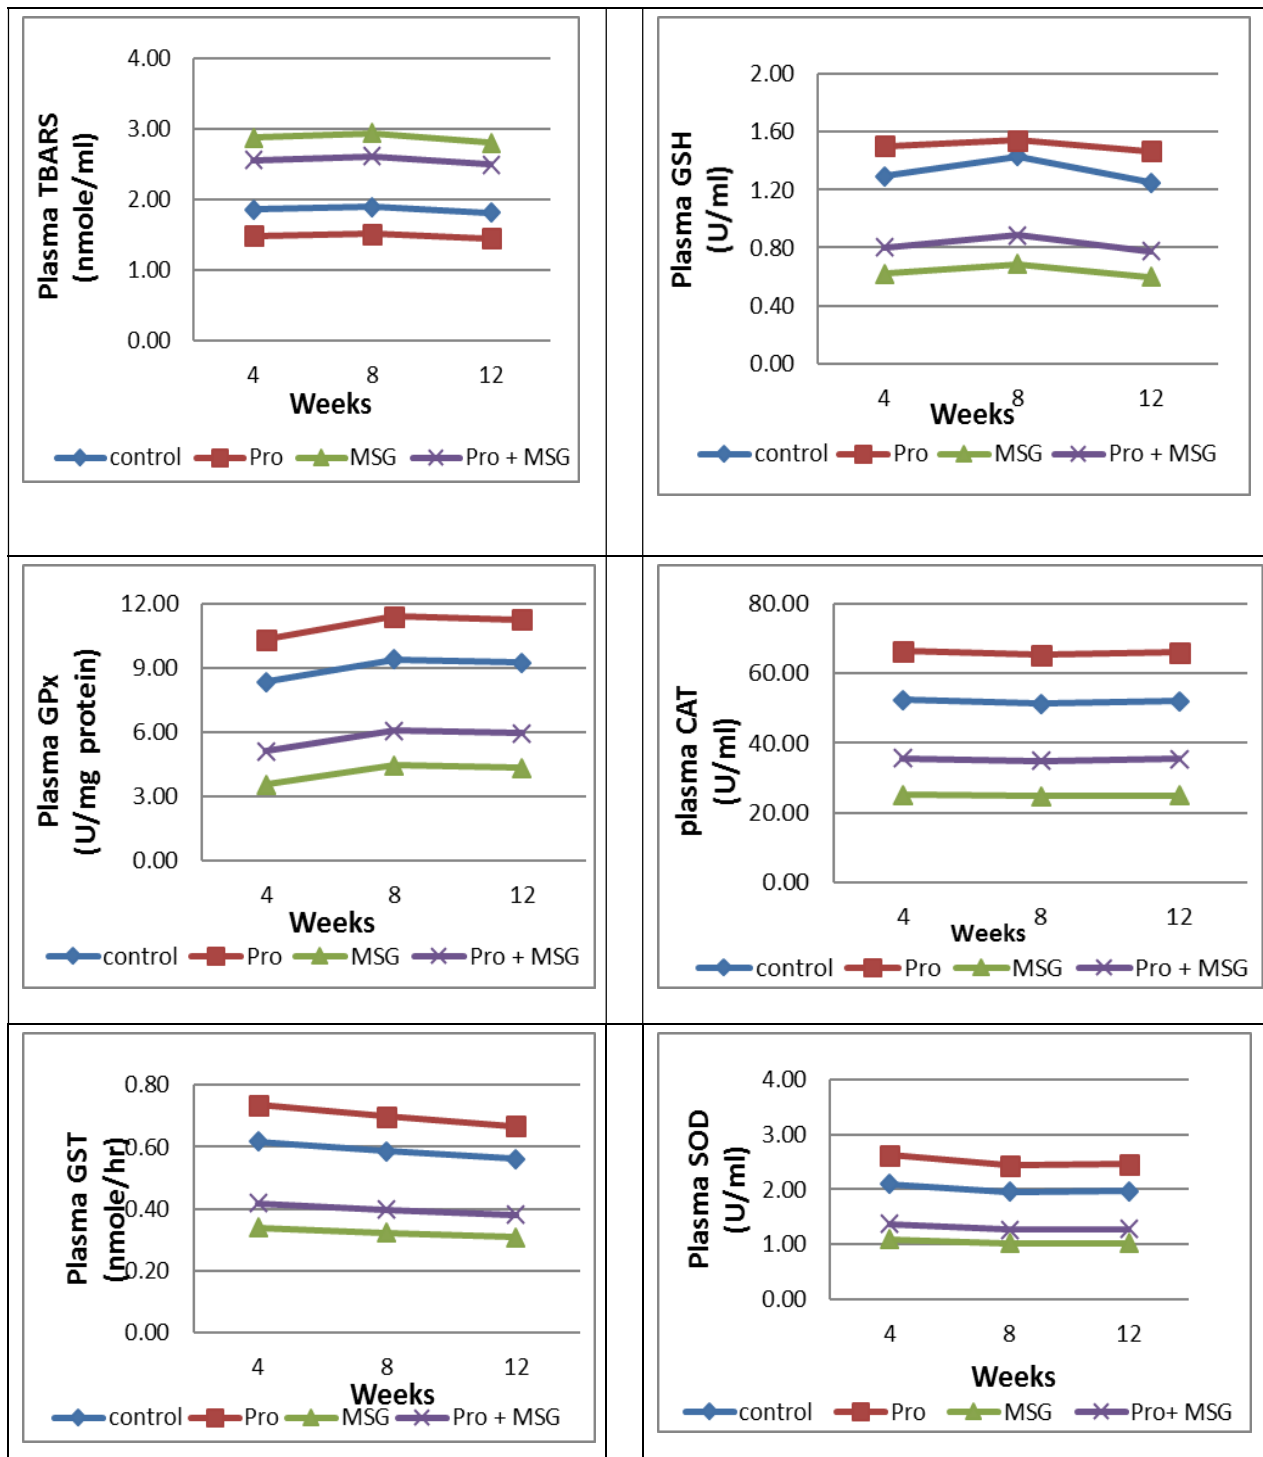 4.00
3.00
2.00
1.00
0.00
Plasma TBARS
(nmole/ml)
4 8 12
Weeks
control Pro MSG Pro + MSG
2.00
1.60
1.20
0.80
0.40
0.00
Plasma GSH
(U/ml)
4 8 12
Weeks
control Pro MSG Pro + MSG
12.00
9.00
6.00
3.00
0.00
Plasma GPx
(U/mg protein)
4 8 12
Weeks
control Pro MSG Pro + MSG
80.00
60.00
40.00
20.00
0.00
plasma CAT
(U/ml)
4 8 12
Weeks
control Pro MSG Pro + MSG
0.80
0.60
0.40
0.20
0.00
Plasma GST
(nmole/hr)
4 8 12
Weeks
control Pro MSG Pro + MSG
4.00
3.00
2.00
1.00
0.00
Plasma SOD
(U/ml)
4 8 12
Weeks
control Pro MSG Pro+ MSG